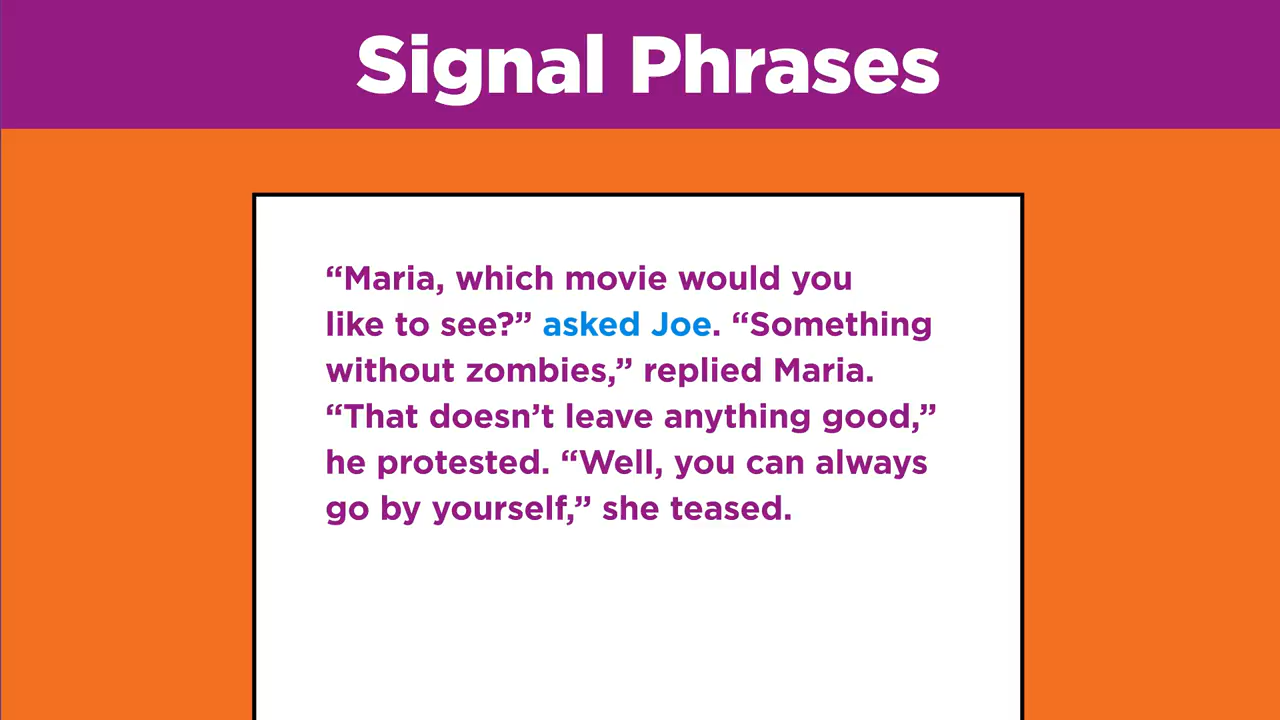 Signal Phrases
“Maria, which movie would you
like to see?” asked Joe. “Something
without zombies,” replied Maria.
“That doesn’t leave anything good,”
he protested. “Well, you can always
go by yourself,” she teased.